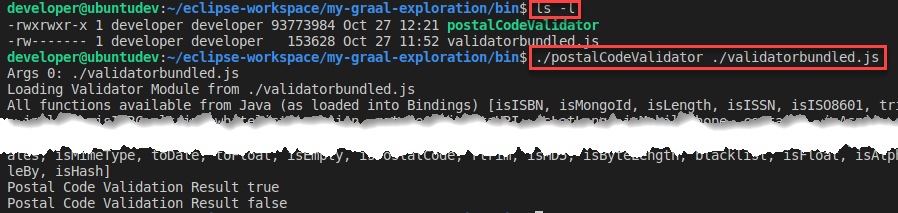 developer@ubuntudev:~/eclipse-workspace/my-graal-exploration/bin$ ls -l
-rwxrwxr-x 1 developer developer 93773984 Oct 27 12:21 postalCodeValidator
-rw------- 1 developer developer   153628 Oct 27 11:52 validatorbundled.js
developer@ubuntudev:~/eclipse-workspace/my-graal-exploration/bin$ ./postalCodeValidator ./validatorbundled.js
Args 0: ./validatorbundled.js
Loading Validator Module from ./validatorbundled.js
All functions available from Java (as loaded into Bindings) [isISBN, isMongoId, isLength, isISSN, isISO8601, tri
ates, isMimeType, toDate, toFloat, isEmpty, isPostalCode, rtrim, isMD5, isByteLength, blacklist, isFloat, isAlph
leBy, isHash]
Postal Code Validation Result true
Postal Code Validation Result false